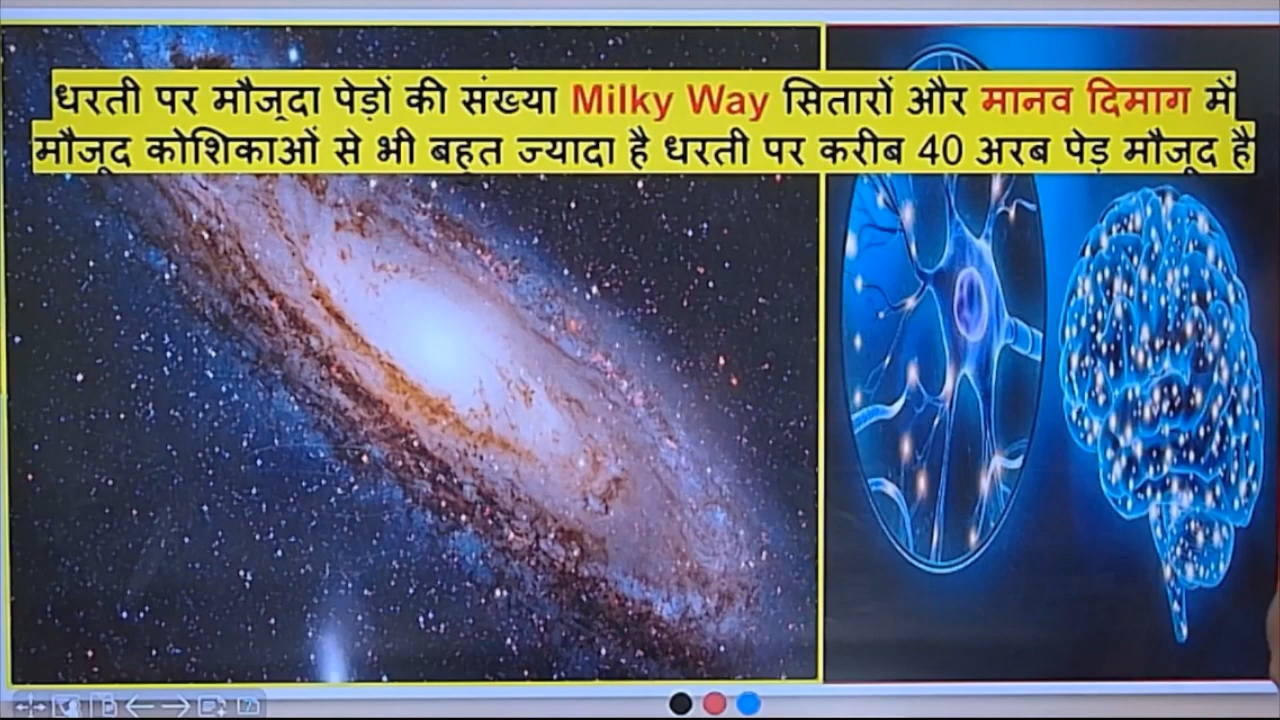 धरती पर मौजूदा पेड़ों की संख्या Milky Way सितारों और मानव दिमाग में
मौजूद कोशिकाओं से भी बहुत ज्यादा है धरती पर करीब 40 अरब पेड़ मौजूद है